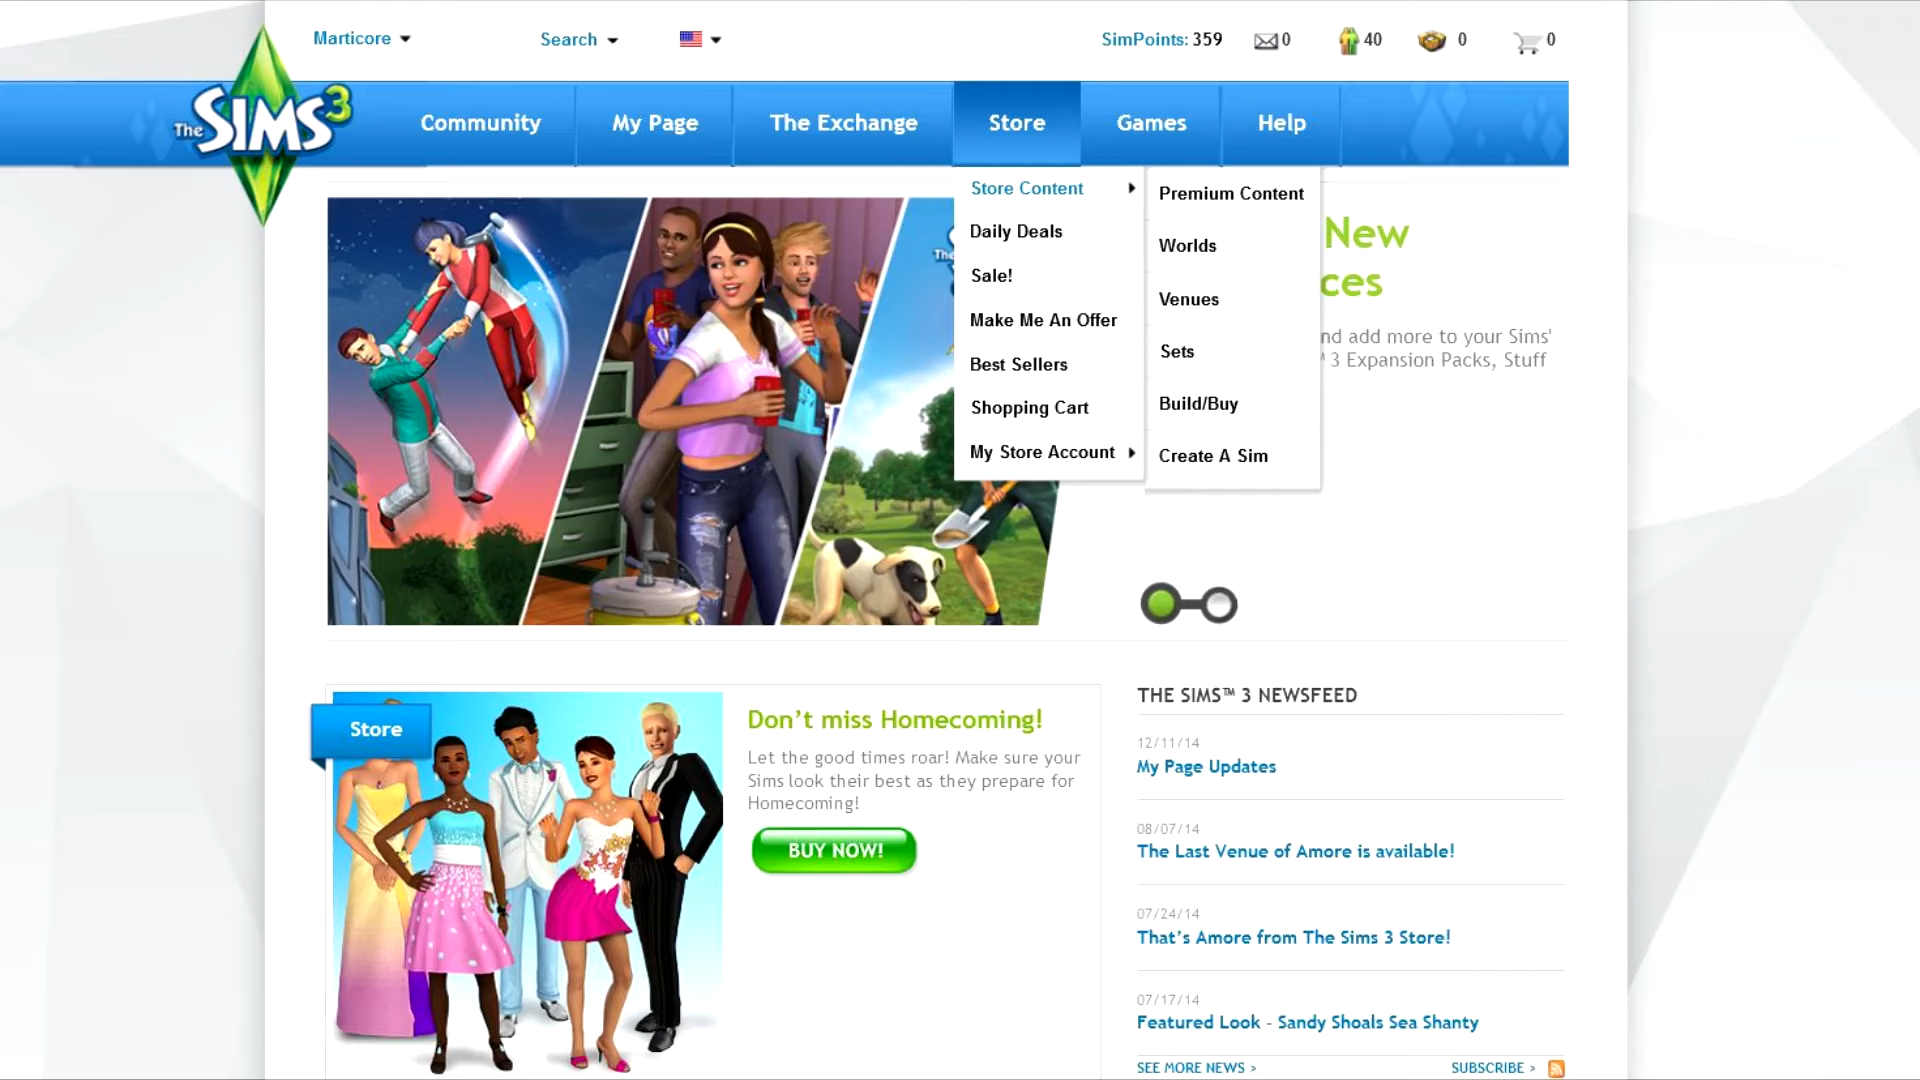 Marticore
Search
SimPoints: 359
0
40
0
0
The SIMS 3
Community
My Page
The Exchange
Store
Games
Help
Store Content
Daily Deals
Sale!
Make Me An Offer
Best Sellers
Shopping Cart
My Store Account
Premium Content
Worlds
Venues
Sets
Build/Buy
Create A Sim
The
New
ces
nd add more to your Sims'
3 Expansion Packs, Stuff
Store
Don't miss Homecoming!
Let the good times roar! Make sure your
Sims look their best as they prepare for
Homecoming!
BUY NOW!
THE SIMS™ 3 NEWSFEED
12/11/14
My Page Updates
08/07/14
The Last Venue of Amore is available!
07/24/14
That's Amore from The Sims 3 Store!
07/17/14
Featured Look - Sandy Shoals Sea Shanty
SEE MORE NEWS >
SUBSCRIBE >